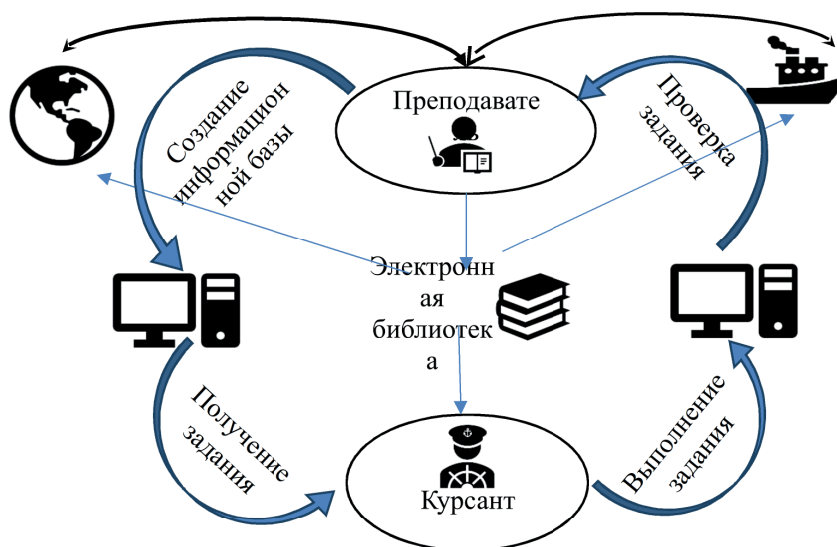 Преподавате
Создание
информацион
ной базы
Проверка
задания
Электронн
ая
библиотек
а
Получение
задания
Курсант
Выполнение
задания